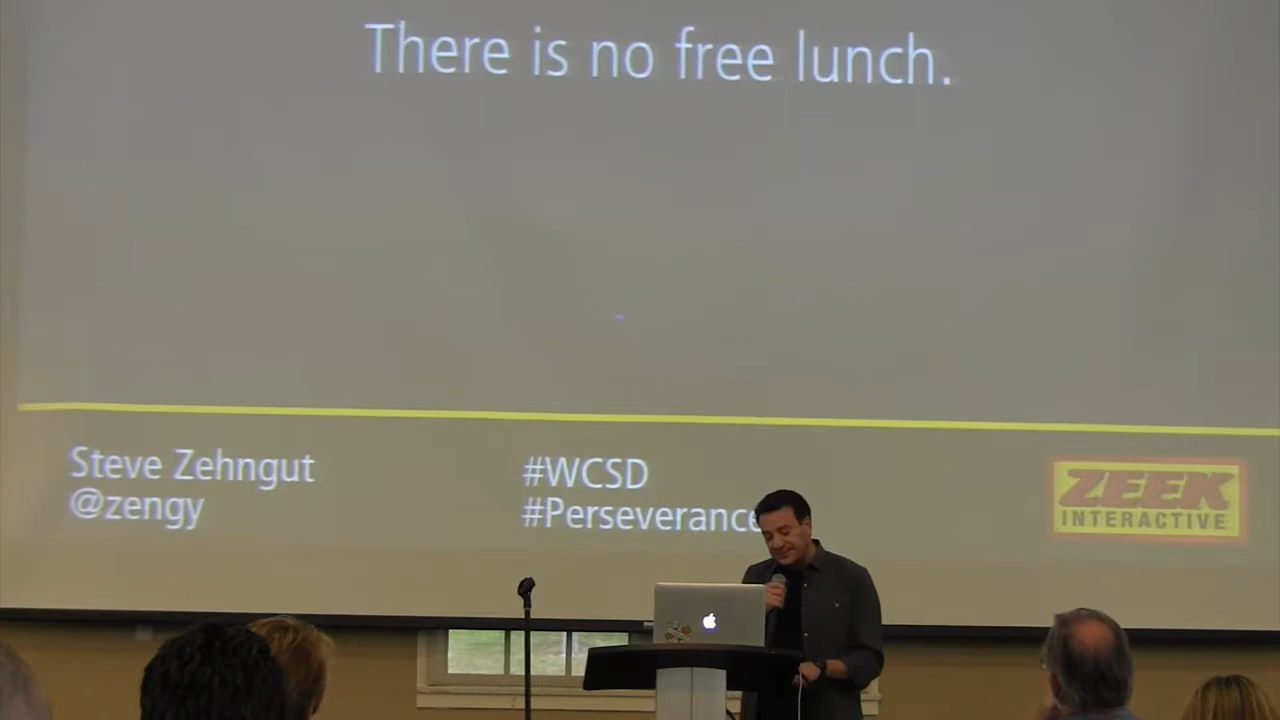 There is no free lunch.
Steve Zehngut
@zengy
#WCSD
#Perseverance
ZEEK
INTERACTIVE